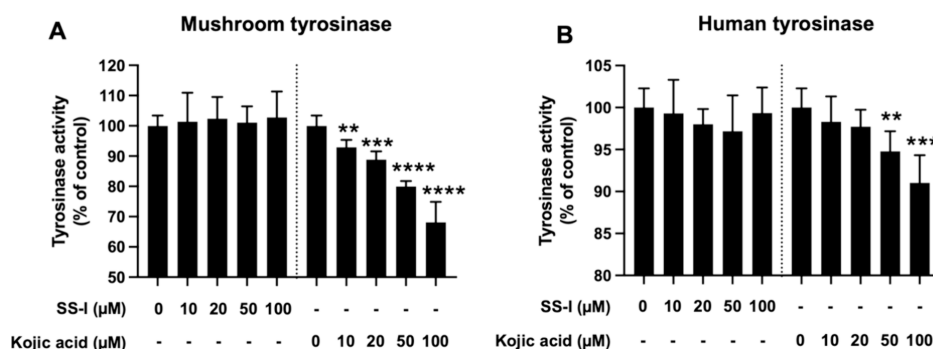 A
Mushroom tyrosinase
Tyrosinase activity
(% of control)
120
110
100
90
80
70
60
50
**
***
****
****
SS-I (µM) 0 10 20 50 100 - - - - -
Kojic acid (µM) - - - - - 0 10 20 50 100
B
Human tyrosinase
Tyrosinase activity
(% of control)
105
100
95
90
85
80
**
***
SS-I (µM) 0 10 20 50 100 - - - - -
Kojic acid (µM) - - - - - 0 10 20 50 100